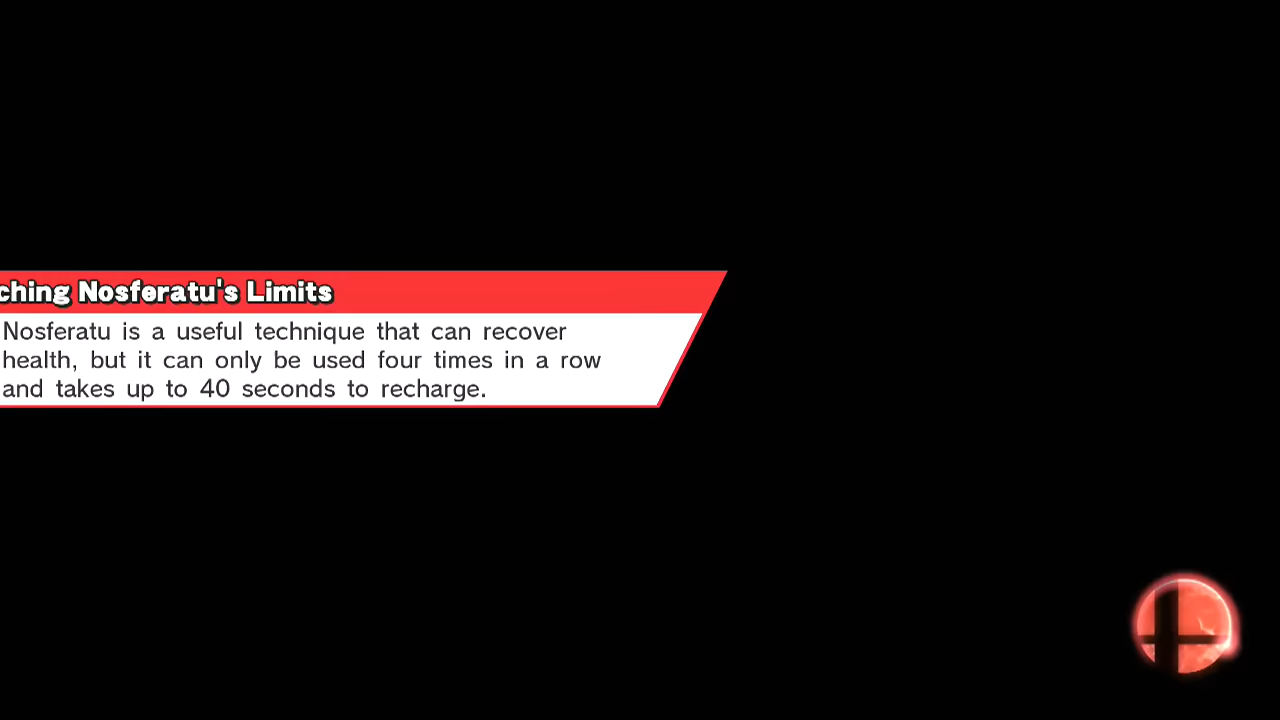 ching Nosferatu's Limits
Nosferatu is a useful technique that can recover
health, but it can only be used four times in a row
and takes up to 40 seconds to recharge.